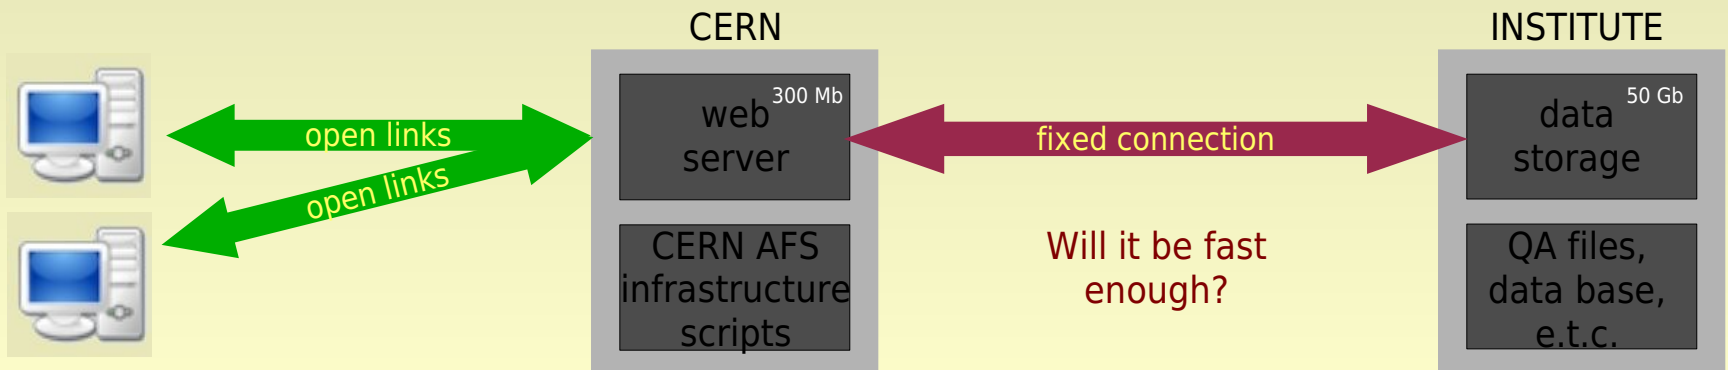 CERN
INSTITUTE
open links
open links
web
server
300 Mb
CERN AFS
infrastructure
scripts
fixed connection
Will it be fast
enough?
data
storage
50 Gb
QA files,
data base,
e.t.c.